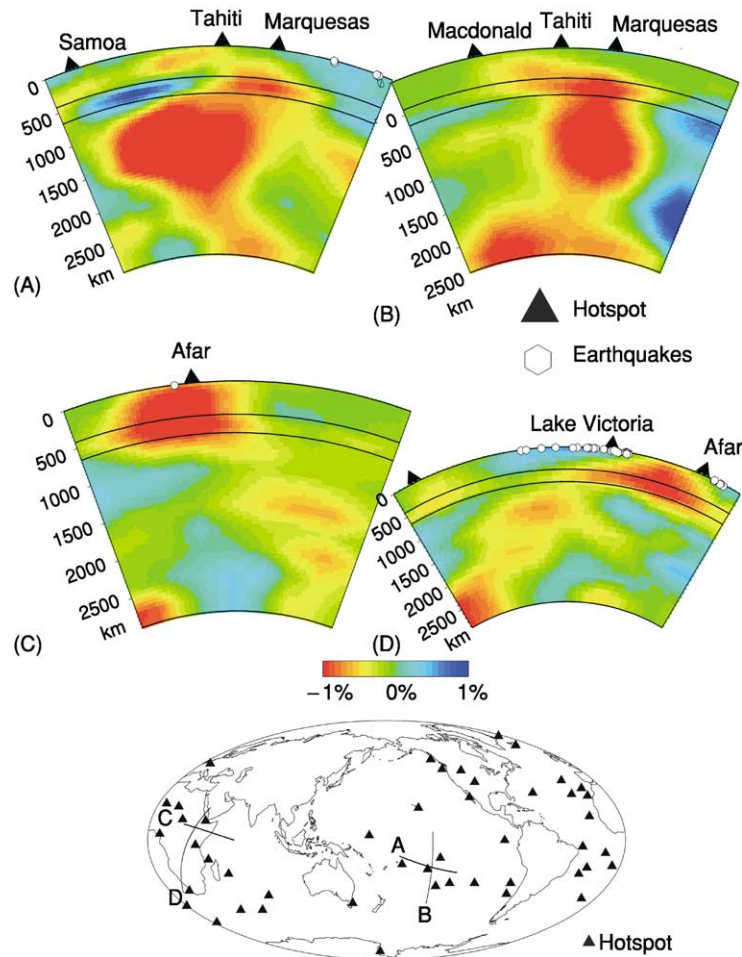 Tahiti
Samoa
Marquesas
0
500
1000
1500
2000
2500
km
(A)
Tahiti
Macdonald
Marquesas
0
500
1000
1500
2000
2500
km
(B)
Hotspot
Earthquakes
Afar
0
500
1000
1500
2000
2500
km
(C)
Lake Victoria
Afar
0
500
1000
1500
2000
2500
km
(D)
−1% 0% 1%
C
A
D
B
Hotspot